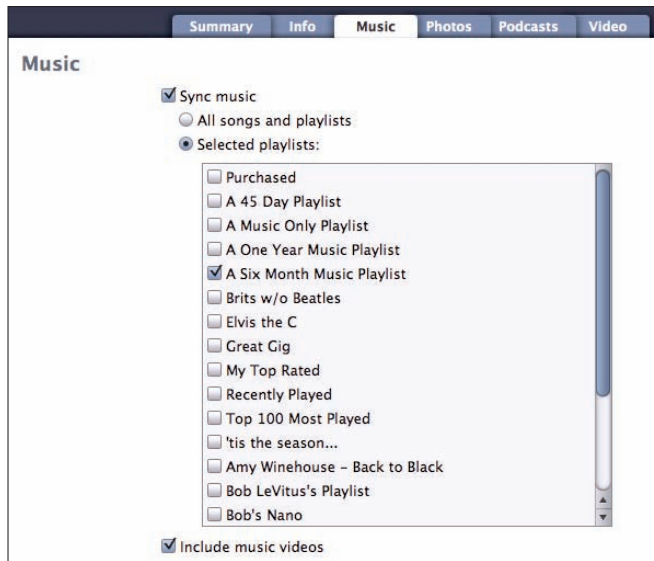 Summary Info Music Photos Podcasts Video
Music
Sync music
All songs and playlists
Selected playlists:
Purchased
A 45 Day Playlist
A Music Only Playlist
A One Year Music Playlist
A Six Month Music Playlist
Brits w/o Beatles
Elvis the C
Great Gig
My Top Rated
Recently Played
Top 100 Most Played
'tis the season...
Amy Winehouse – Back to Black
Bob LeVitus's Playlist
Bob's Nano
Include music videos